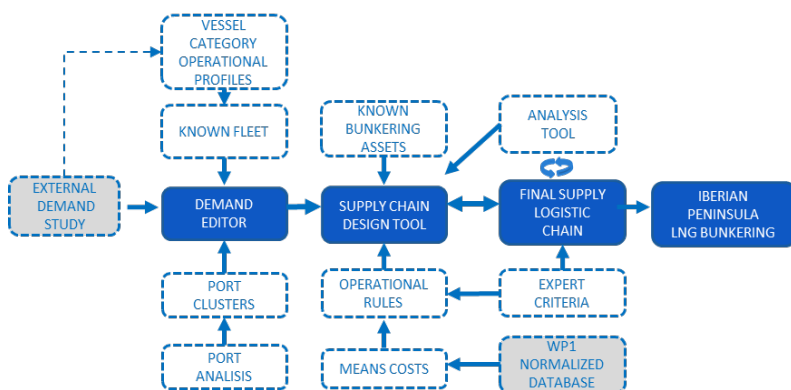 VESSEL
CATEGORY
OPERATIONAL
PROFILES
KNOWN FLEET
KNOWN
BUNKERING
ASSETS
ANALYSIS
TOOL
EXTERNAL
DEMAND
STUDY
DEMAND
EDITOR
SUPPLY CHAIN
DESIGN TOOL
FINAL SUPPLY
LOGISTIC
CHAIN
IBERIAN
PENINSULA
LNG BUNKERING
PORT
CLUSTERS
OPERATIONAL
RULES
EXPERT
CRITERIA
PORT
ANALISIS
MEANS COSTS
WP1
NORMALIZED
DATABASE